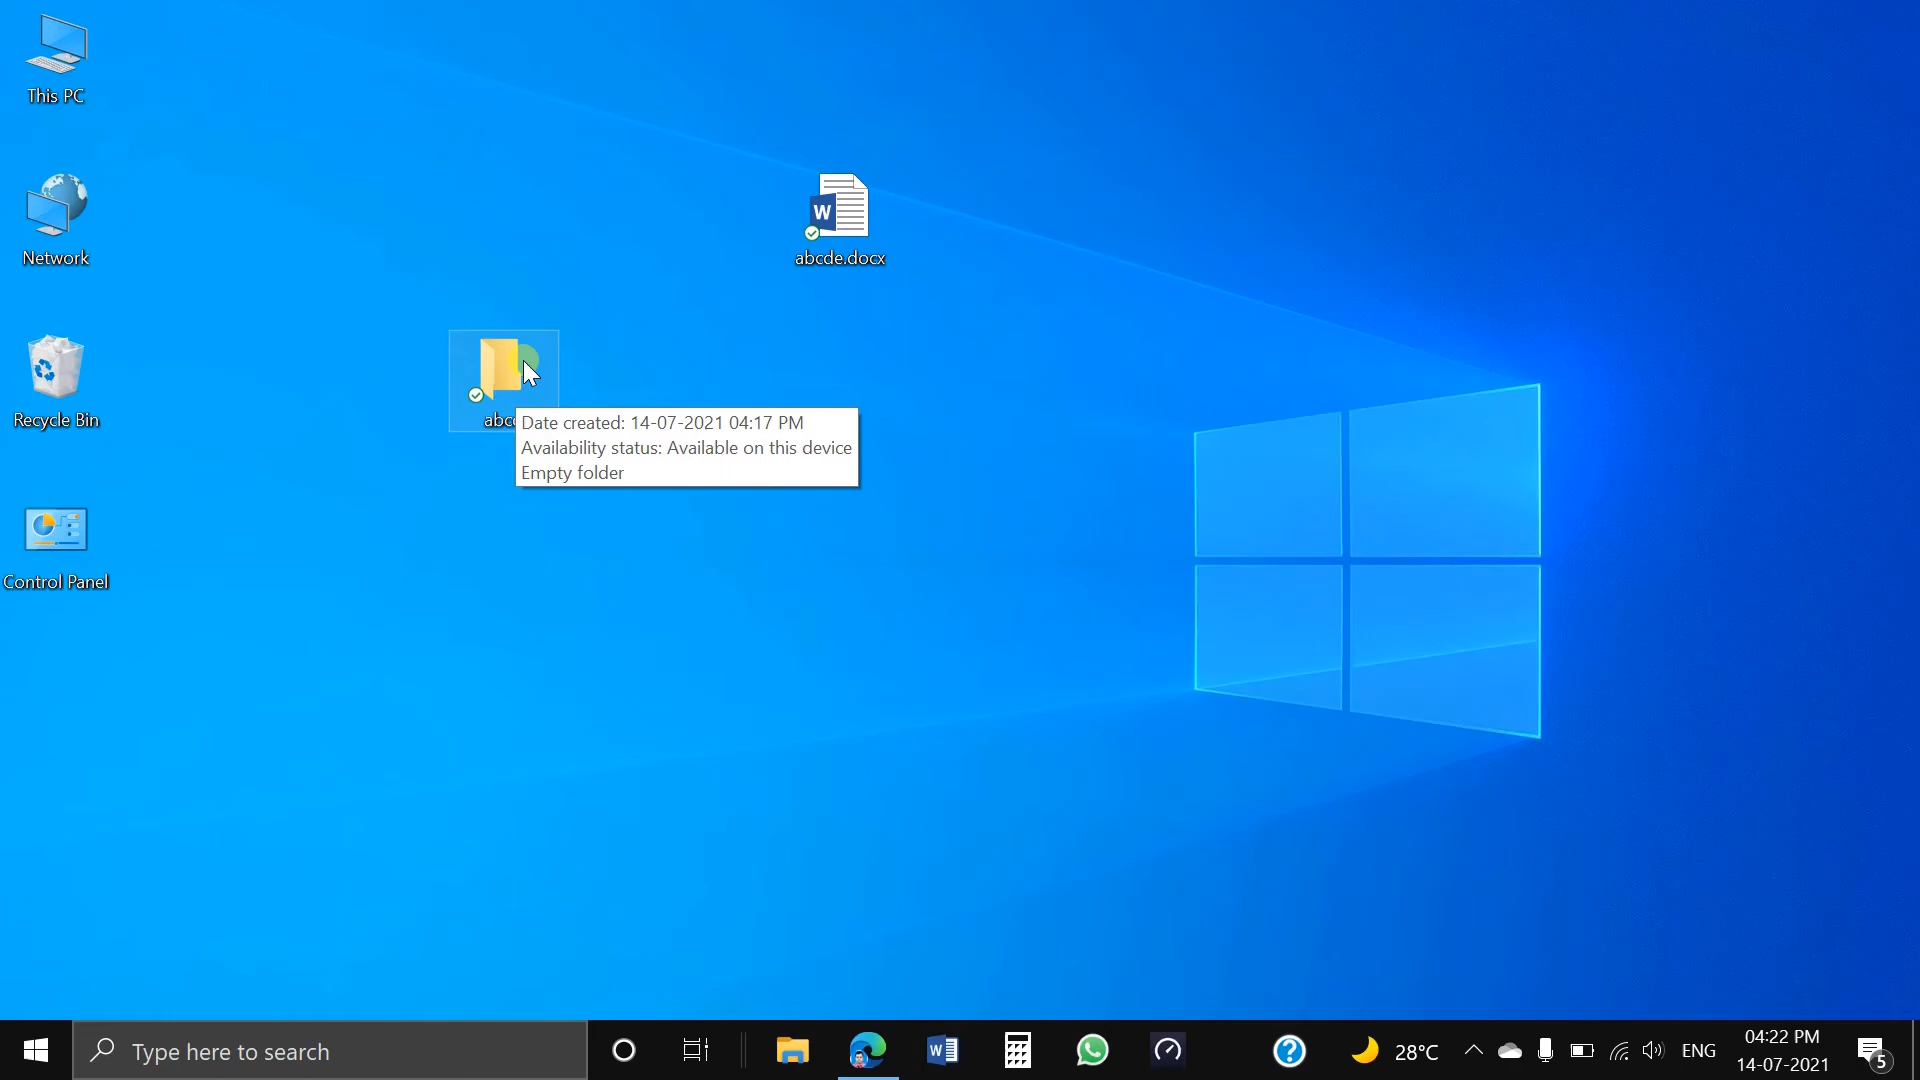 This PC
Network
abcde.docx
Recycle Bin
Date created: 14-07-2021 04:17 PM
Availability status: Available on this device
Empty folder
Control Panel
Type here to search
28°C
ENG
04:22 PM
14-07-2021
5